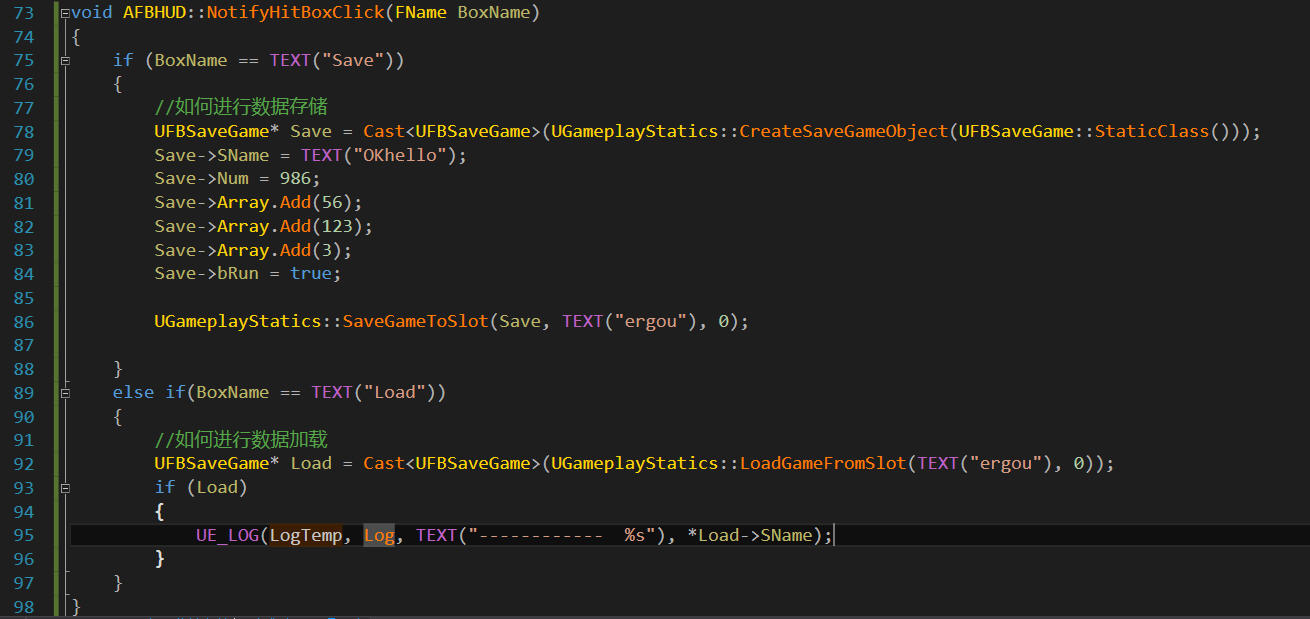 73 void AFBHUD::NotifyHitBoxClick(FName BoxName)
74 {
75 if (BoxName == TEXT("Save"))
76 {
77 //如何进行数据存储
78 UFBSaveGame* Save = Cast<UFBSaveGame>(UGameplayStatics::CreateSaveGameObject(UFBSaveGame::StaticClass()));
79 Save->SName = TEXT("OKhello");
80 Save->Num = 986;
81 Save->Array.Add(56);
82 Save->Array.Add(123);
83 Save->Array.Add(3);
84 Save->bRun = true;
85
86 UGameplayStatics::SaveGameToSlot(Save, TEXT("ergou"), 0);
87
88 }
89 else if(BoxName == TEXT("Load"))
90 {
91 //如何进行数据加载
92 UFBSaveGame* Load = Cast<UFBSaveGame>(UGameplayStatics::LoadGameFromSlot(TEXT("ergou"), 0));
93 if (Load)
94 {
95 UE_LOG(LogTemp, Log, TEXT("------------  %s"), *Load->SName);
96 }
97 }
98 }